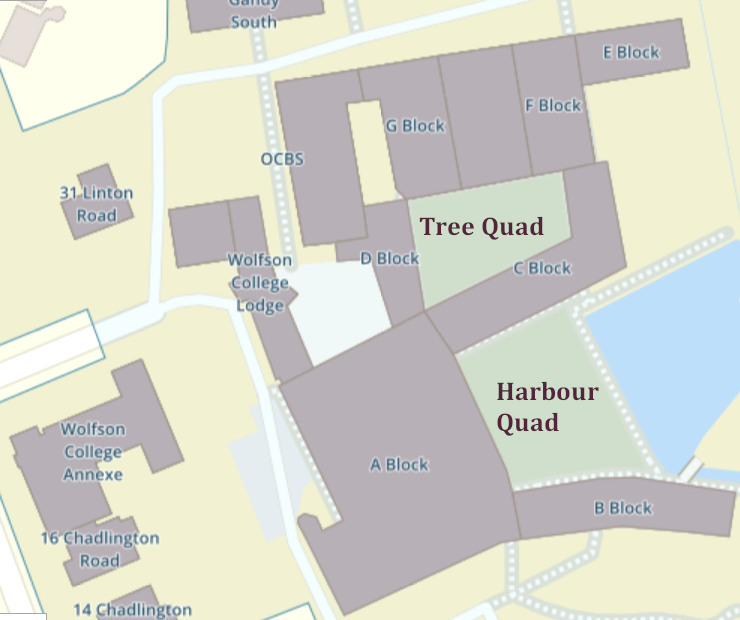 Gandy
South
E Block
F Block
G Block
OCBS
31 Linton
Road
Tree Quad
D Block
C Block
Wolfson
College
Lodge
Harbour
Quad
Wolfson
College
Annexe
A Block
B Block
16 Chadlington
Road
14 Chadlington